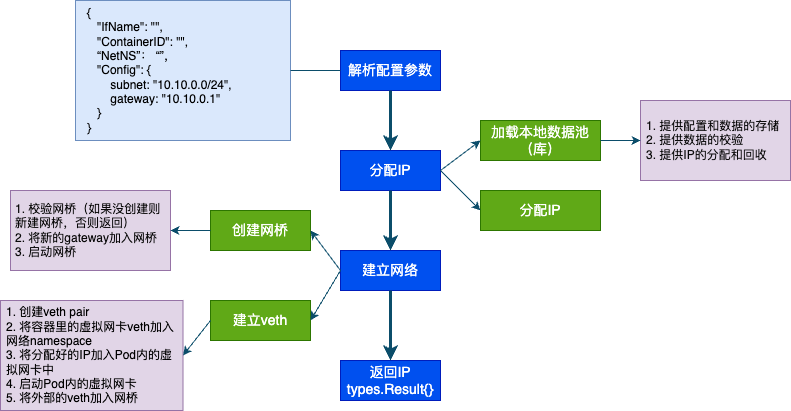 {
"IfName": "",
"ContainerID": "",
“NetNS”: “”,
"Config": {
subnet: "10.10.0.0/24",
gateway: "10.10.0.1"
}
}
解析配置参数
分配IP
加载本地数据池
（库）
1. 提供配置和数据的存储
2. 提供数据的校验
3. 提供IP的分配和回收
分配IP
建立网络
创建网桥
1. 校验网桥（如果没创建则
新建网桥，否则返回）
2. 将新的gateway加入网桥
3. 启动网桥
建立veth
1. 创建veth pair
2. 将容器里的虚拟网卡veth加入
网络namespace
3. 将分配好的IP加入Pod内的虚
拟网卡中
4. 启动Pod内的虚拟网卡
5. 将外部的veth加入网桥
返回IP
types.Result{}